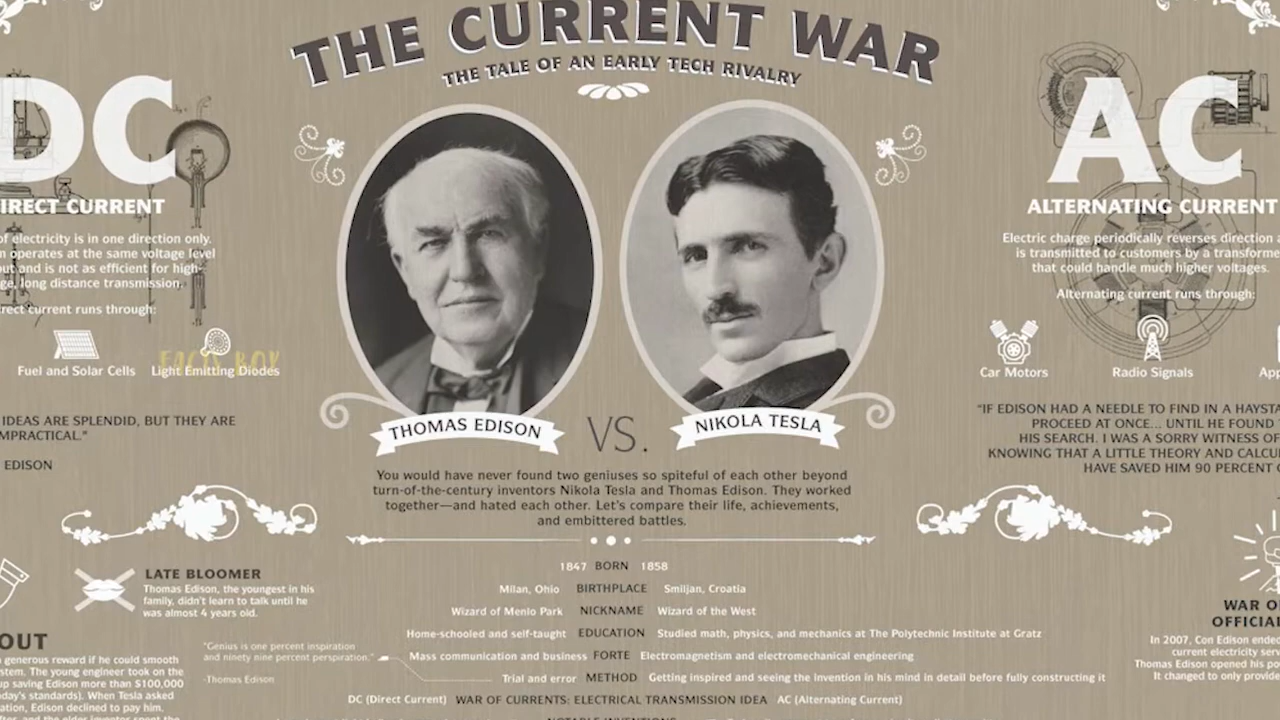 THE CURRENT WAR
THE TALE OF AN EARLY TECH RIVALRY
DC
DIRECT CURRENT
of electricity is in one direction only.
operates at the same voltage level
and is not as efficient for high-
long distance transmission.
current runs through:
Fuel and Solar Cells
Light Emitting Diodes
FACTS BOX
IDEAS ARE SPLENDID, BUT THEY ARE
IMPRACTICAL."
EDISON
AC
ALTERNATING CURRENT
Electric charge periodically reverses direction
is transmitted to customers by a transformer
that could handle much higher voltages.
Alternating current runs through:
Car Motors
Radio Signals
"IF EDISON HAD A NEEDLE TO FIND IN A HAYSTA
PROCEED AT ONCE... UNTIL HE FOUND
HIS SEARCH. I WAS A SORRY WITNESS OF
KNOWING THAT A LITTLE THEORY AND CALCU
HAVE SAVED HIM 90 PERCENT
THOMAS EDISON
VS.
NIKOLA TESLA
You would have never found two geniuses so spiteful of each other beyond
turn-of-the-century inventors Nikola Tesla and Thomas Edison. They worked
together—and hated each other. Let's compare their life, achievements,
and embittered battles.
1847 BORN 1858
Milan, Ohio BIRTHPLACE Smiljan, Croatia
Wizard of Menlo Park NICKNAME Wizard of the West
Home-schooled and self-taught EDUCATION Studied math, physics, and mechanics at The Polytechnic Institute at Gratz
Mass communication and business FORTE Electromagnetism and electromechanical engineering
Trial and error METHOD Getting inspired and seeing the invention in his mind in detail before fully constructing it
DC (Direct Current) WAR OF CURRENTS: ELECTRICAL TRANSMISSION IDEA AC (Alternating Current)
NOTABLE INVENTIONS
LATE BLOOMER
Thomas Edison, the youngest in his
family, didn't learn to talk until he
was almost 4 years old.
"Genius is one percent inspiration
and ninety nine percent perspiration."
-Thomas Edison
OUT
generous reward if he could smooth
stem. The young engineer took on the
up saving Edison more than $100,000
day's standards). When Tesla asked
ation, Edison declined to pay him.
WAR O
OFFICIAL
In 2007, Con Edison ended
current electricity serv
Thomas Edison opened his po
It changed to only provide